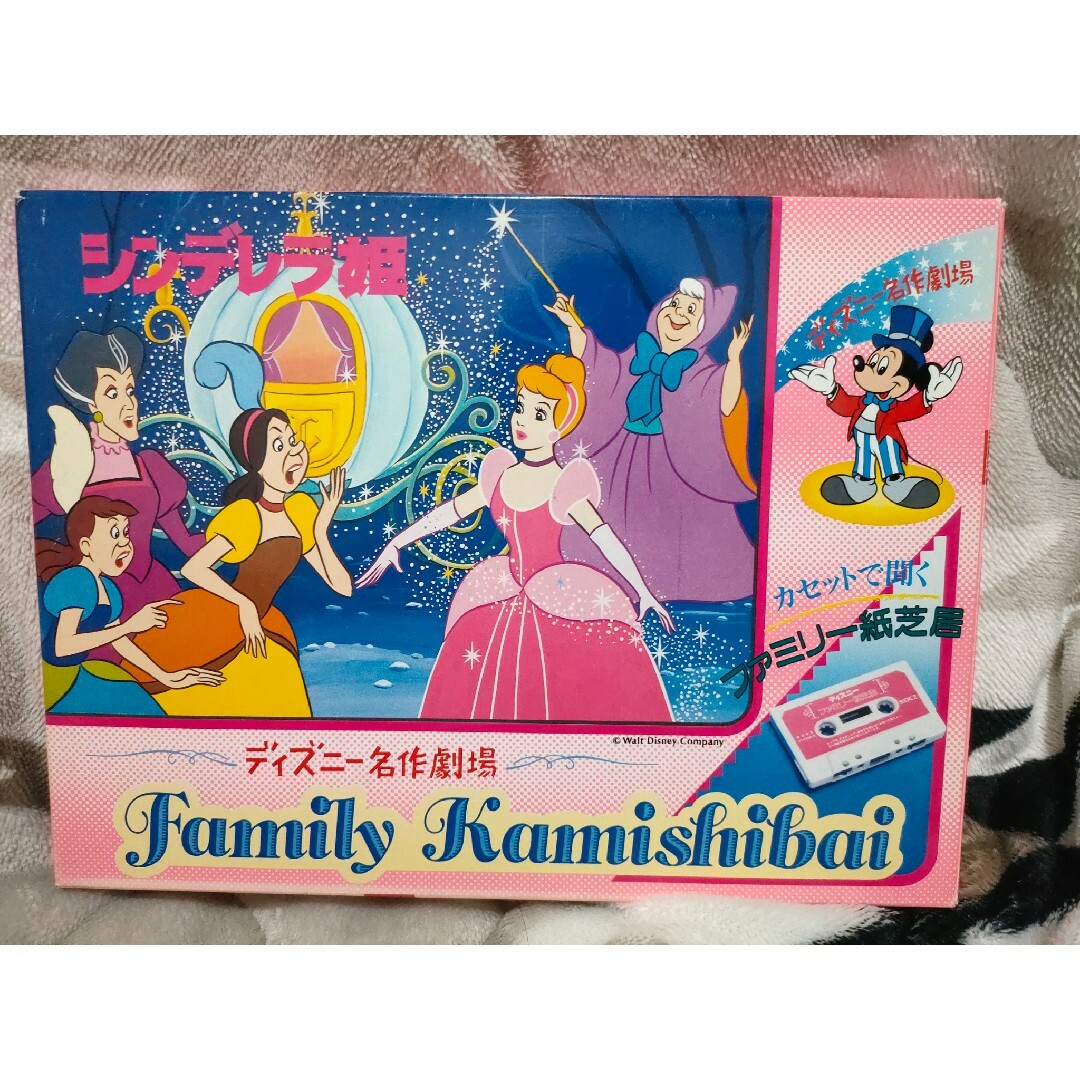 シンデレラ姫
ディズニー名作劇場
カセットで聞く
ファミリー紙芝居
ディズニー
ファミリー紙芝居
© Walt Disney Company
ディズニー名作劇場
Family Kamishibai